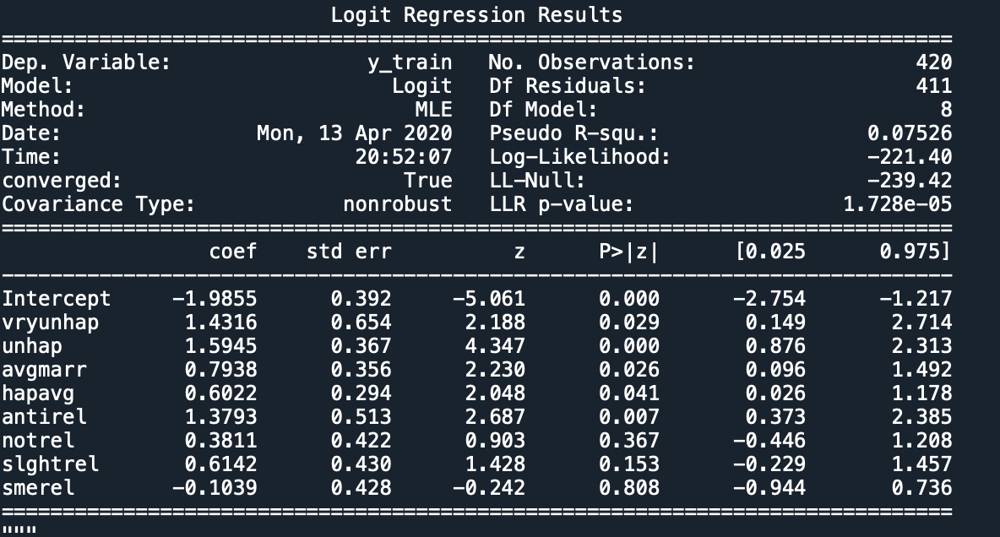 Logit Regression Results
==============================================================================
Dep. Variable: y_train No. Observations: 420
Model: Logit Df Residuals: 411
Method: MLE Df Model: 8
Date: Mon, 13 Apr 2020 Pseudo R-squ.: 0.07526
Time: 20:52:07 Log-Likelihood: -221.40
converged: True LL-Null: -239.42
Covariance Type: nonrobust LLR p-value: 1.728e-05
==============================================================================
coef std err z P>|z| [0.025 0.975]
------------------------------------------------------------------------------
Intercept -1.9855 0.392 -5.061 0.000 -2.754 -1.217
vryunhap 1.4316 0.654 2.188 0.029 0.149 2.714
unhap 1.5945 0.367 4.347 0.000 0.876 2.313
avgmarr 0.7938 0.356 2.230 0.026 0.096 1.492
hapavg 0.6022 0.294 2.048 0.041 0.026 1.178
antirel 1.3793 0.513 2.687 0.007 0.373 2.385
notrel 0.3811 0.422 0.903 0.367 -0.446 1.208
slghtrel 0.6142 0.430 1.428 0.153 -0.229 1.457
smerel -0.1039 0.428 -0.242 0.808 -0.944 0.736
==============================================================================
"""